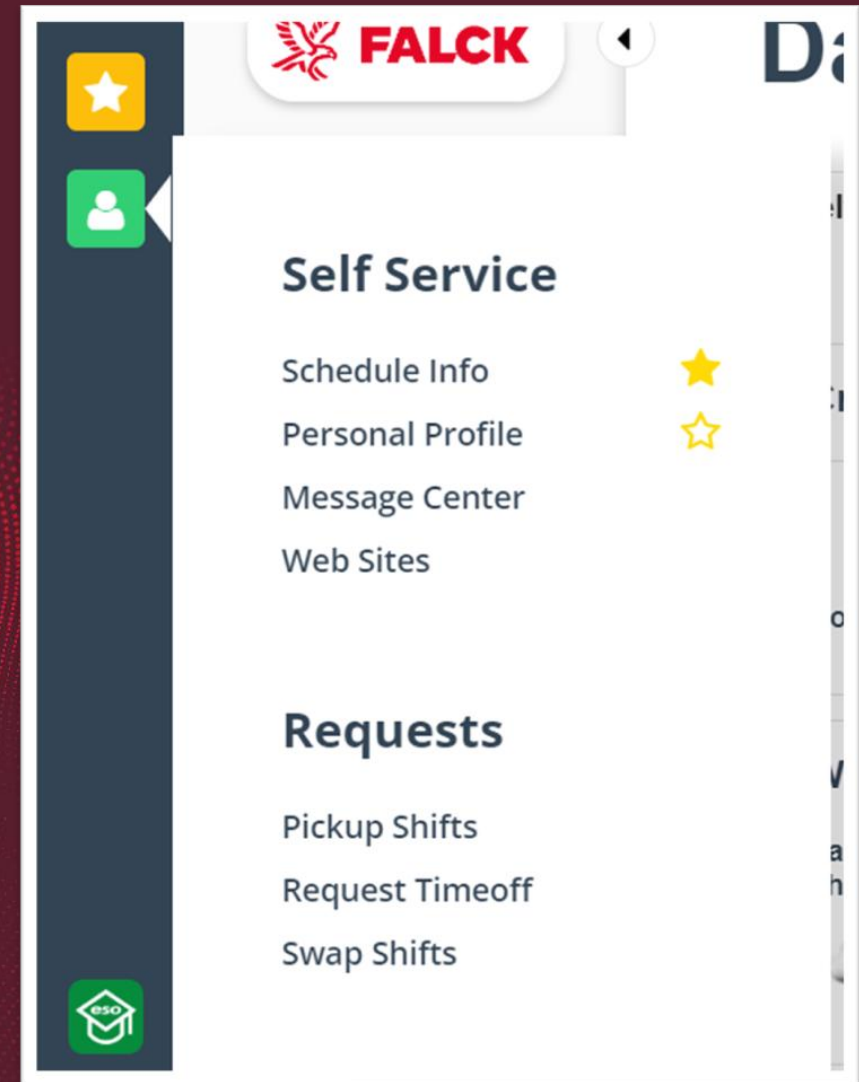 FALCK
Self Service
Schedule Info
Personal Profile
Message Center
Web Sites
Requests
Pickup Shifts
Request Timeoff
Swap Shifts
eso